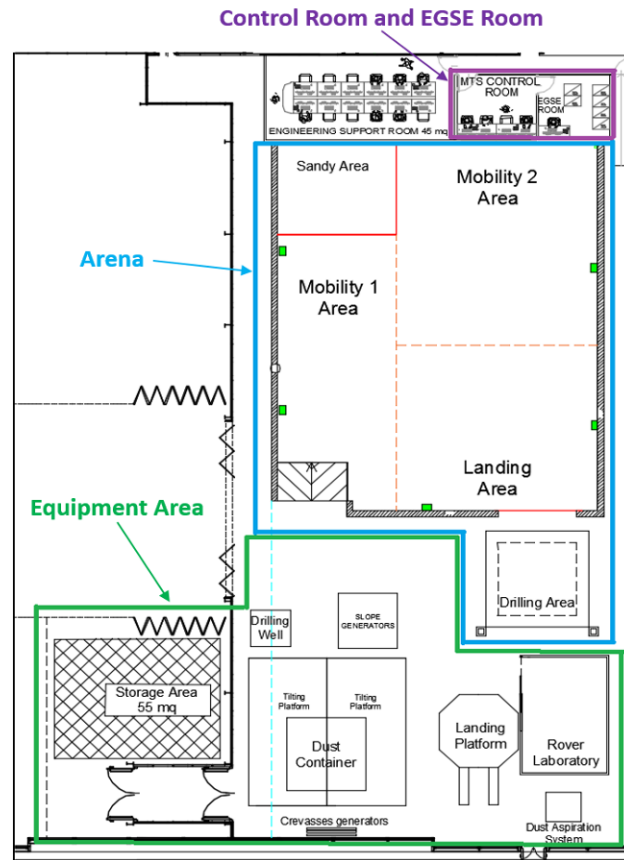 Control Room and EGSE Room
MTS CONTROL
ROOM
EGSE
ROOM
ENGINEERING SUPPORT ROOM 45 mq
Sandy Area
Mobility 2
Area
Arena
Mobility 1
Area
Landing
Area
Equipment Area
Drilling Area
Drilling
Well
SLOPE
GENERATORS
Storage Area
55 mq
Tilting
Platform
Tilting
Platform
Dust
Container
Landing
Platform
Rover
Laboratory
Crevasses generators
Dust Aspiration
System